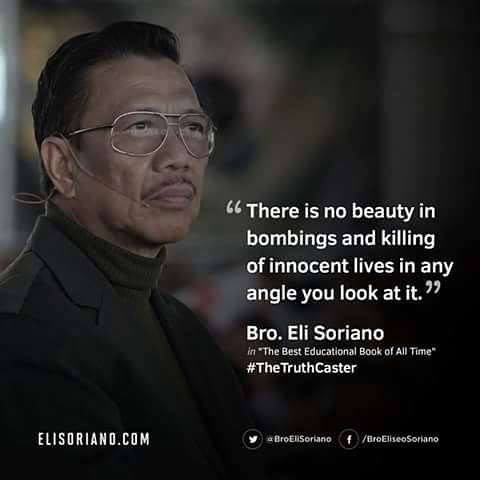 “ There is no beauty in
bombings and killing
of innocent lives in any
angle you look at it.”
Bro. Eli Soriano
in "The Best Educational Book of All Time"
#TheTruthCaster
ELISORIANO.COM
@BroEliSoriano f /BroEliseoSoriano